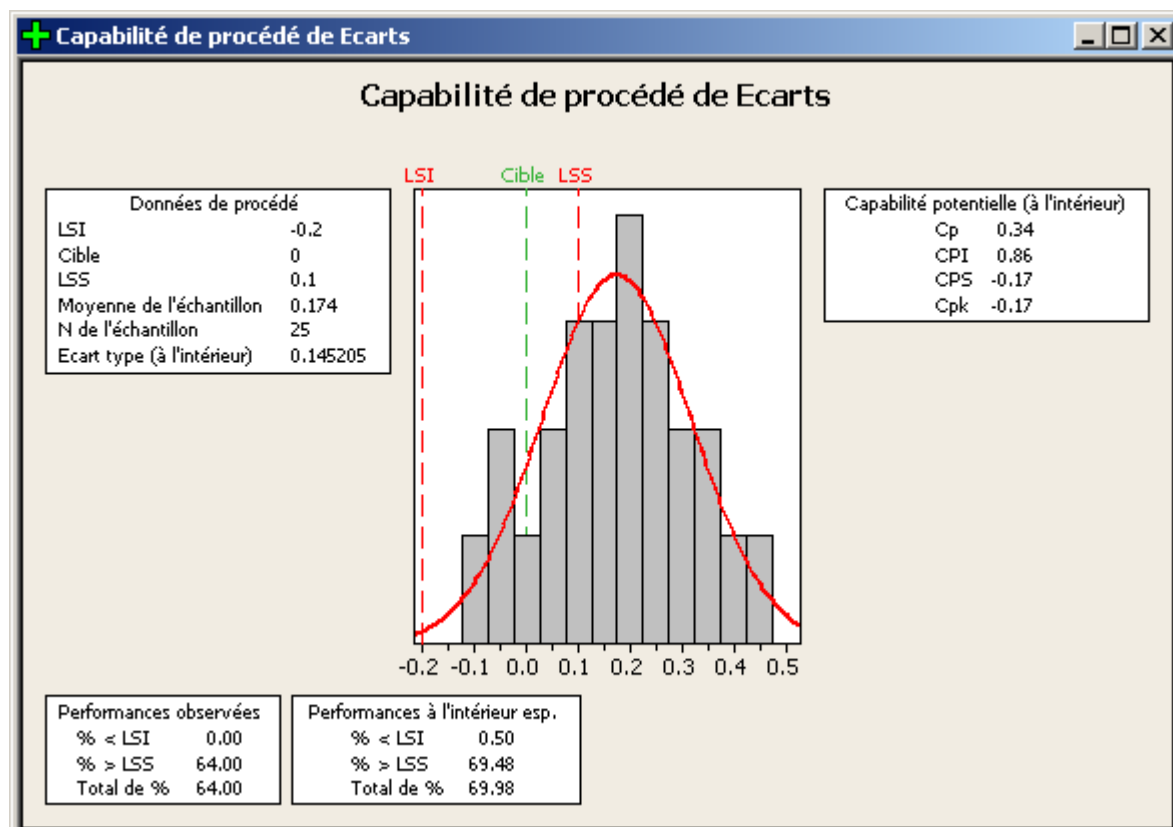 Capabilité de procédé de Ecarts
Capabilité de procédé de Ecarts
LSI Cible LSS
Données de procédé
LSI -0.2
Cible 0
LSS 0.1
Moyenne de l'échantillon 0.174
N de l'échantillon 25
Ecart type (à l'intérieur) 0.145205
Capabilité potentielle (à l'intérieur)
Cp 0.34
CPI 0.86
CPS -0.17
Cpk -0.17
-0.2 -0.1 0.0 0.1 0.2 0.3 0.4 0.5
Performances observées
% < LSI 0.00
% > LSS 64.00
Total de % 64.00
Performances à l'intérieur esp.
% < LSI 0.50
% > LSS 69.48
Total de % 69.98